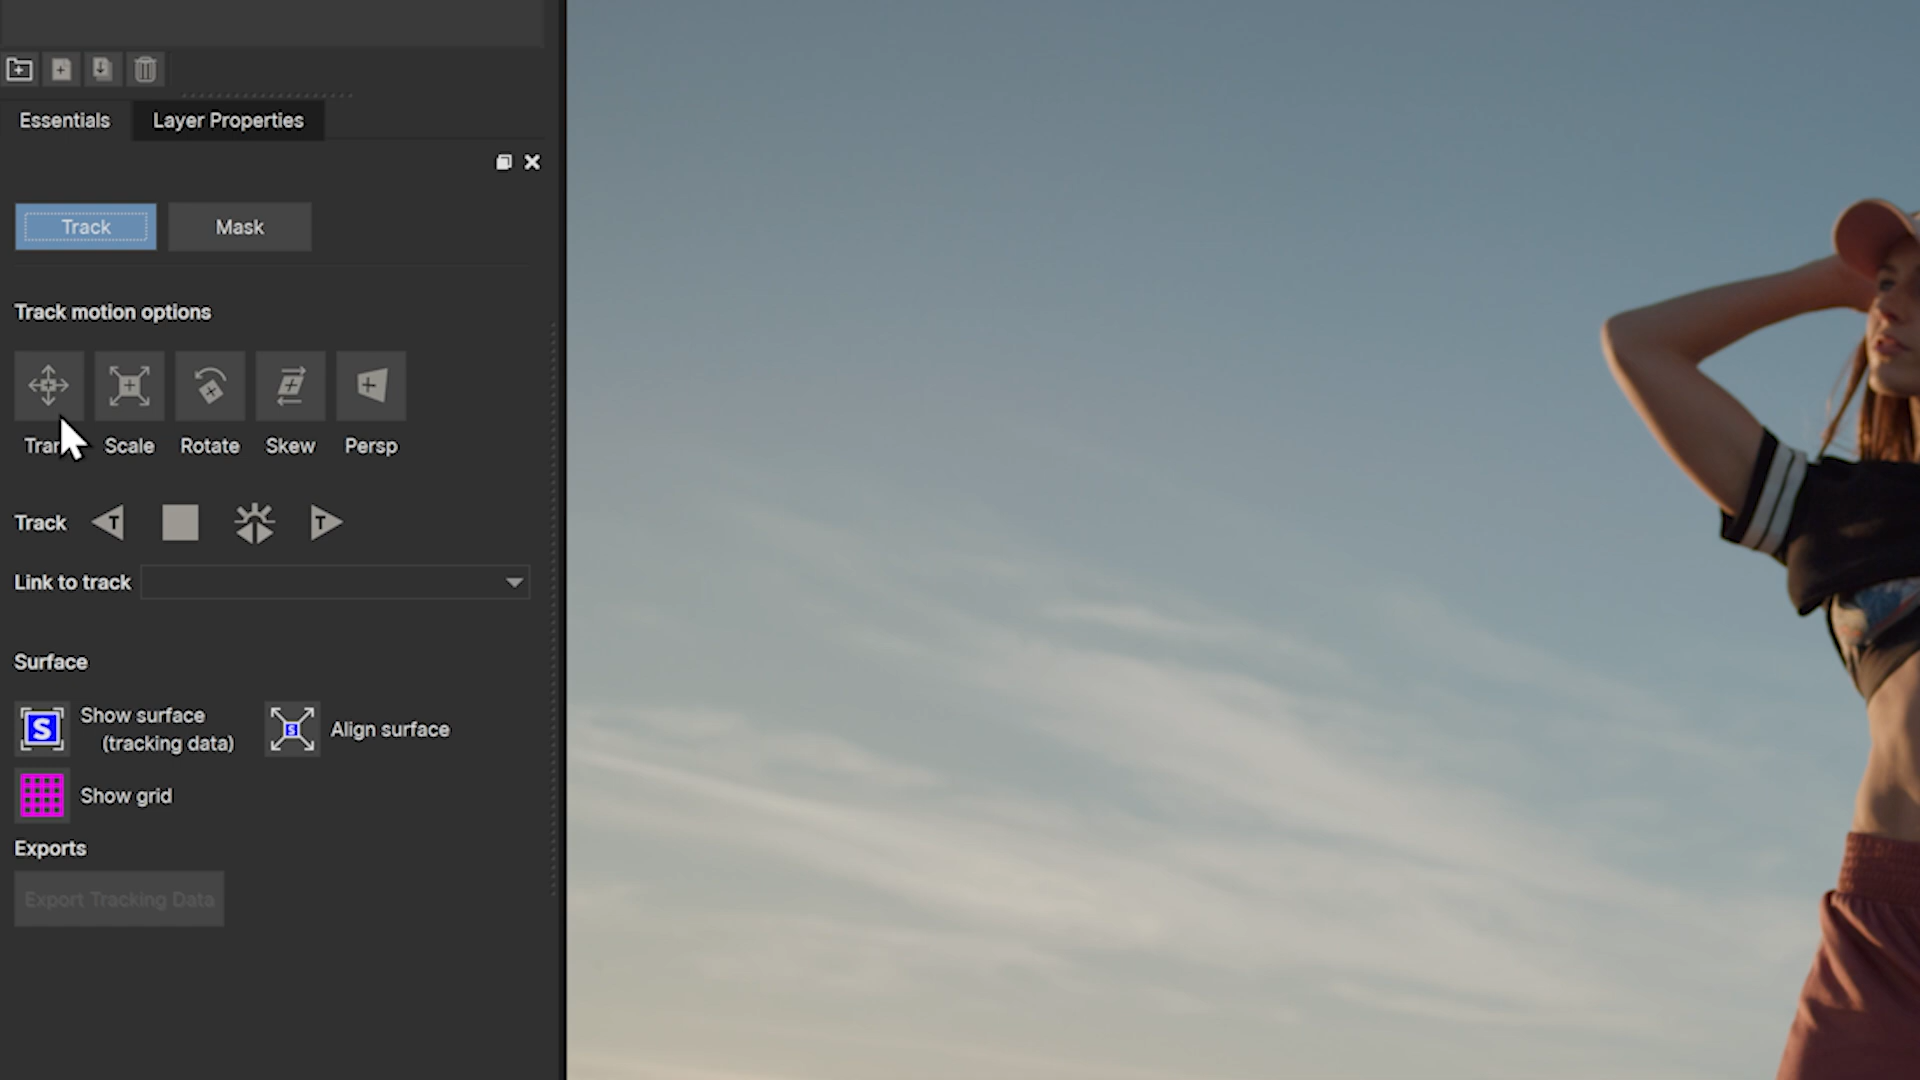 Essentials
Layer Properties
Track
Mask
Track motion options
Scale
Rotate
Skew
Persp
Track
T
T
Link to track
Surface
S
Show surface
(tracking data)
S
Align surface
Show grid
Exports
Export Tracking Data